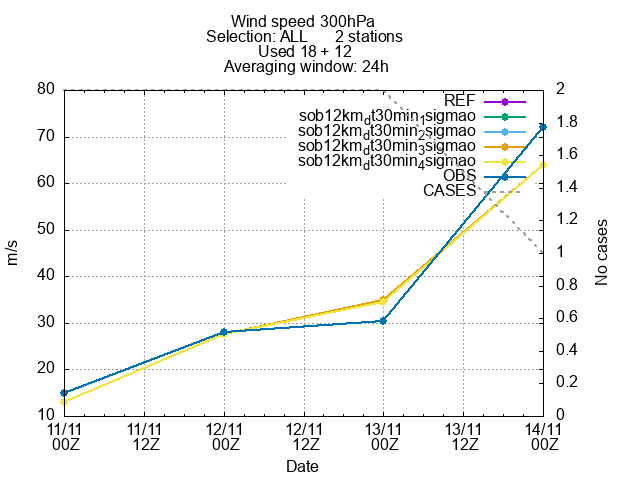 Wind speed 300hPa
Selection: ALL 2 stations
Used 18 + 12
Averaging window: 24h
REF
sob12km_dt30min_1sigmao
sob12km_dt30min_2sigmao
sob12km_dt30min_3sigmao
sob12km_dt30min_4sigmao
OBS
CASES
80
70
60
50
40
30
20
10
m/s
2
1.8
1.6
1.4
1.2
1
0.8
0.6
0.4
0.2
0
No cases
11/11 11/11 12/11 12/11 13/11 13/11 14/11
00Z 12Z 00Z 12Z 00Z 12Z 00Z
Date